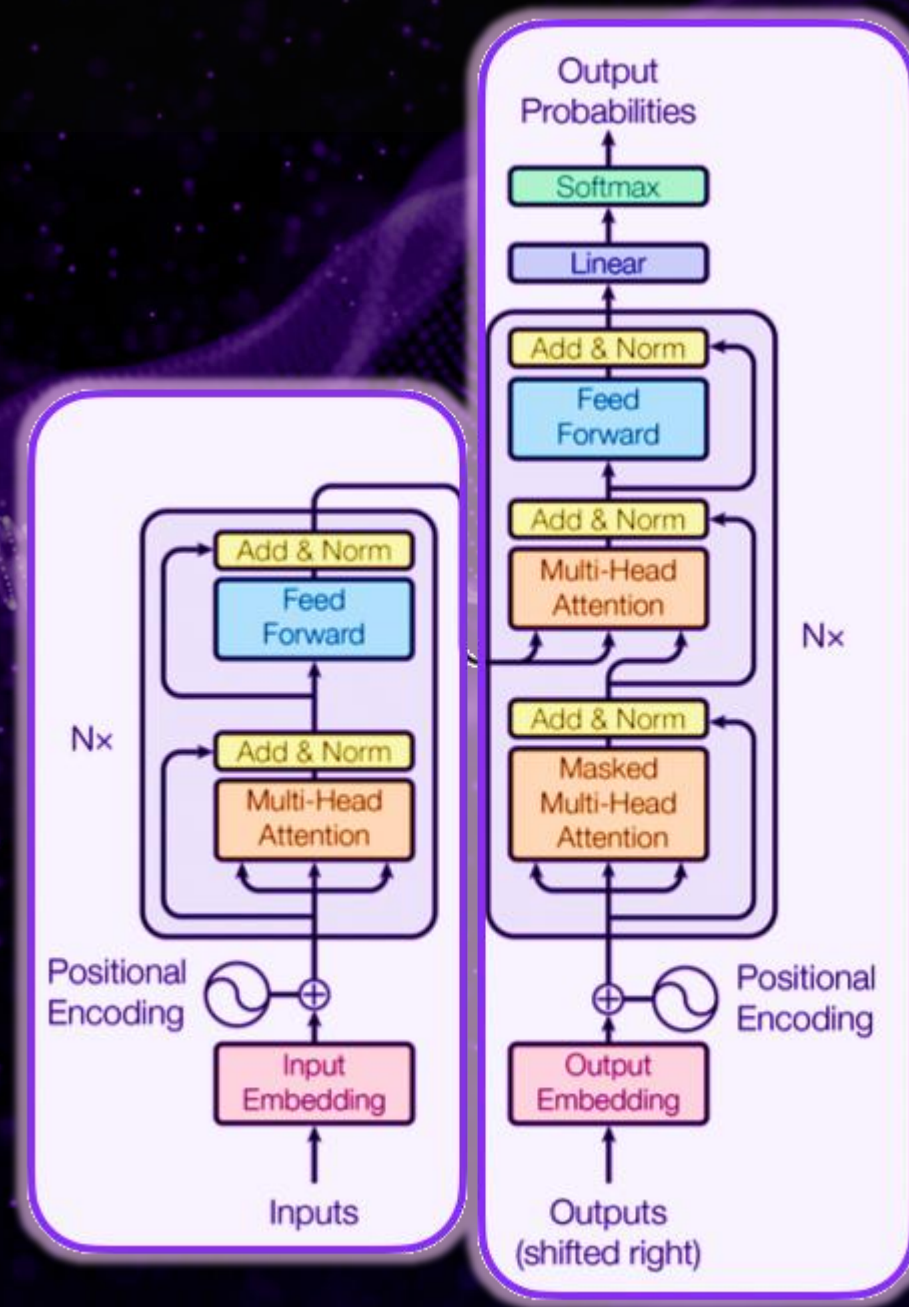 Output
Probabilities
Softmax
Linear
Add & Norm
Feed
Forward
Add & Norm
Multi-Head
Attention
Nx
Add & Norm
Masked
Multi-Head
Attention
Positional
Encoding
Output
Embedding
Outputs
(shifted right)
Add & Norm
Feed
Forward
Nx
Add & Norm
Multi-Head
Attention
Positional
Encoding
Input
Embedding
Inputs